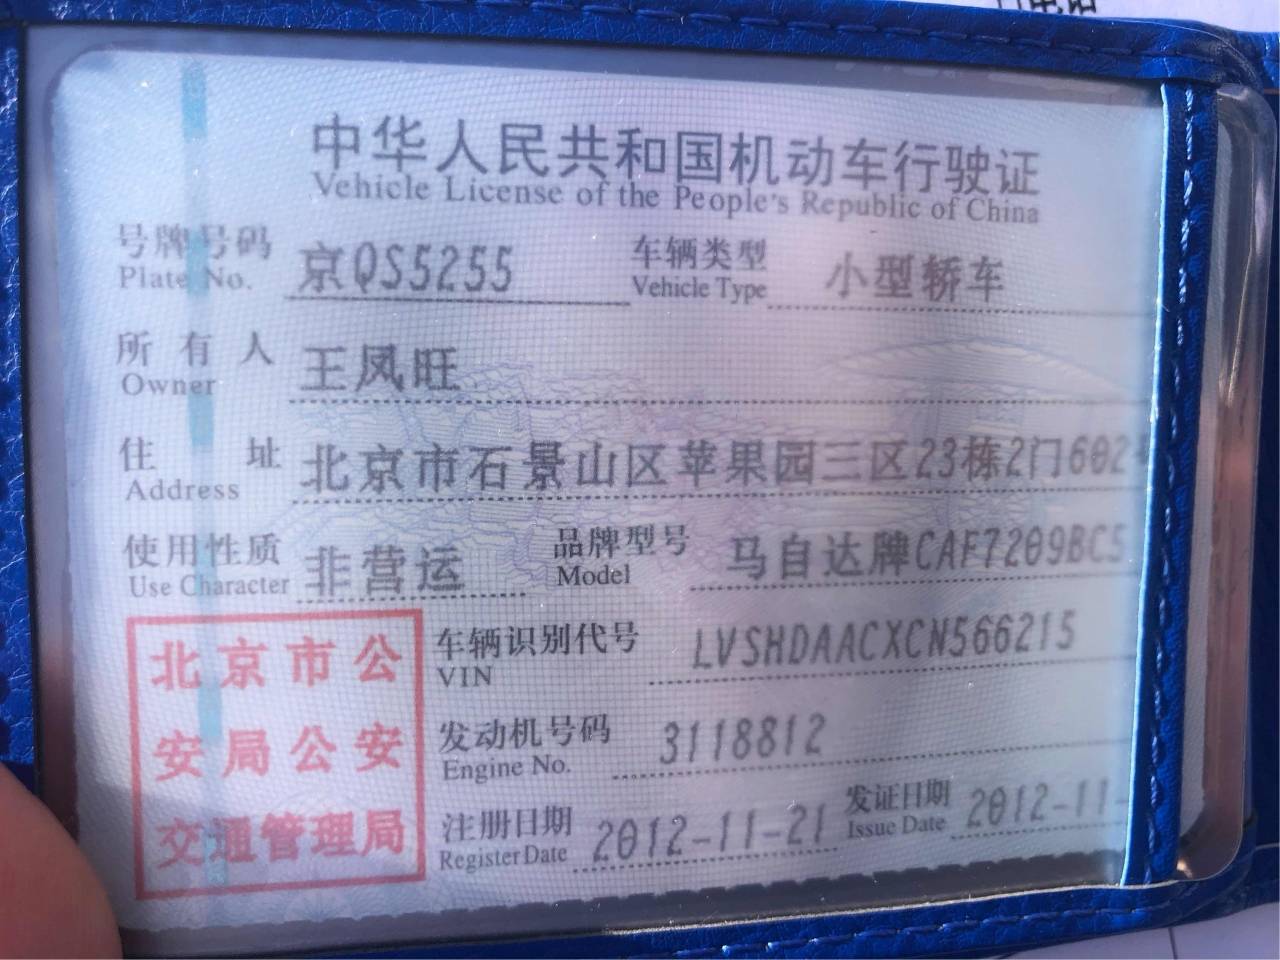 中华人民共和国机动车行驶证
Vehicle License of the People's Republic of China
号牌号码 京QS5255 车辆类型 小型轿车
Plate No. Vehicle Type
所有人 王凤旺
Owner
住址 北京市石景山区苹果园三区23栋2门602
Address
使用性质 非营运 品牌型号 马自达牌CAF7209BC5
Use Character Model
北京市公
安局公安
交通管理局
车辆识别代号 LVSHDAACXCN566215
VIN
发动机号码 3118812
Engine No.
注册日期 2012-11-21 发证日期 2012-11-
Register Date Issue Date